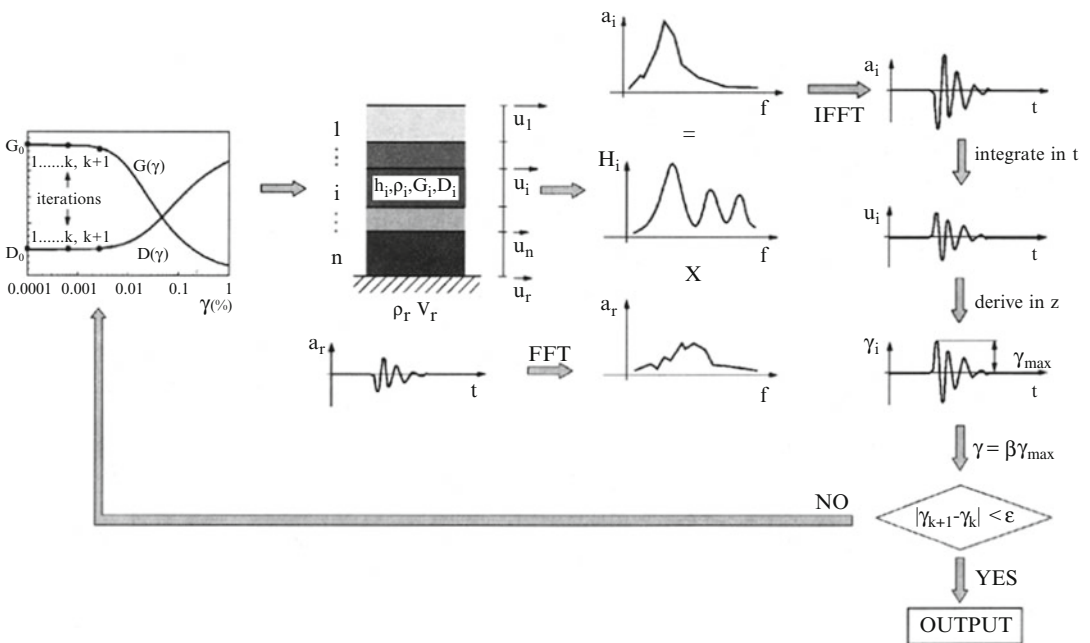 G₀
1......k, k+1
G(γ)
iterations
1......k, k+1
D₀
D(γ)
0.0001 0.001 0.01 0.1 1
γ(%)
l
⋮
i
⋮
n
hᵢ,ρᵢ,Gᵢ,Dᵢ
u₁
uᵢ
uₙ
uᵣ
ρᵣ Vᵣ
aᵣ
t
FFT
aᵢ
f
=
Hᵢ
f
X
aᵣ
f
IFFT
aᵢ
t
integrate in t
uᵢ
t
derive in z
γᵢ
γmax
t
γ = βγmax
|γk+1-γk| < ε
NO
YES
OUTPUT